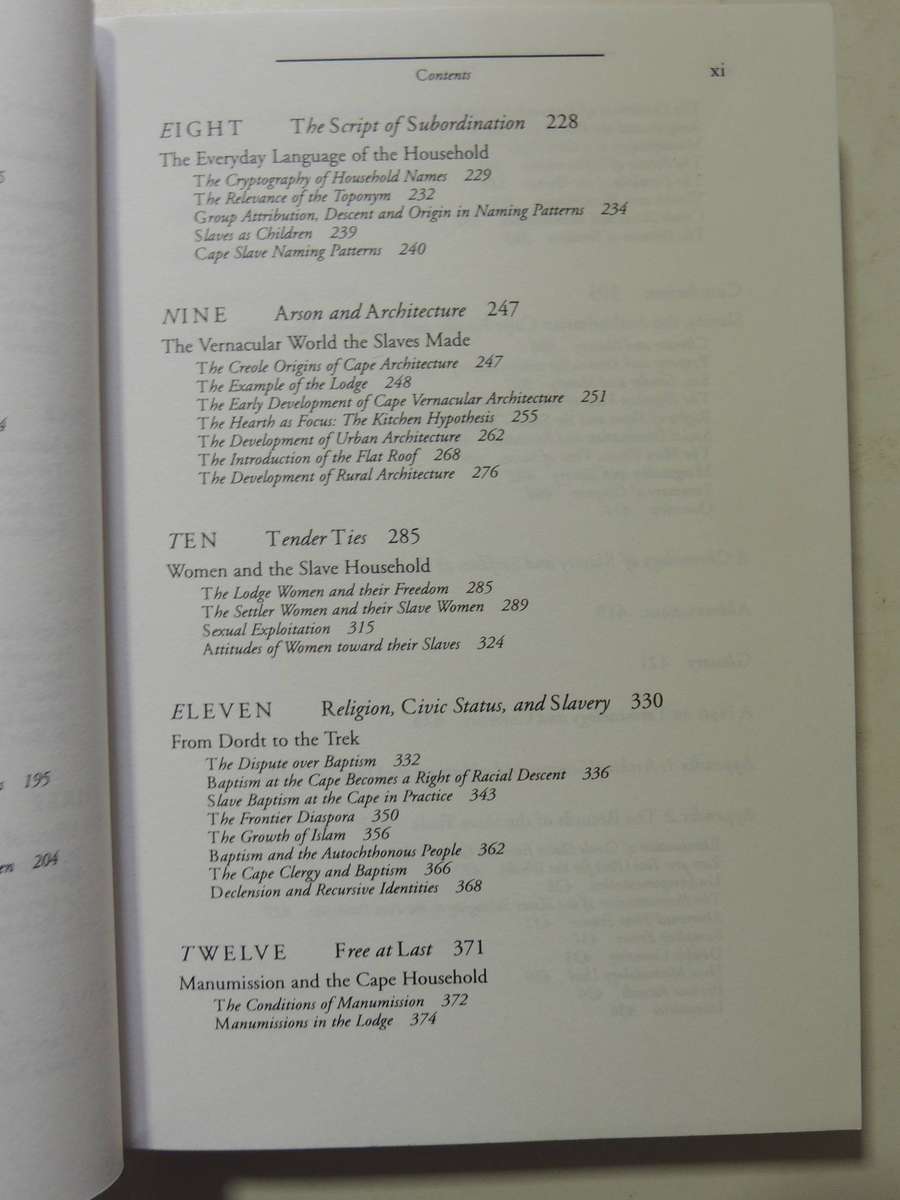 Contents
xi
EIGHT The Script of Subordination 228
The Everyday Language of the Household
The Cryptography of Household Names 229
The Relevance of the Toponym 232
Group Attribution, Descent and Origin in Naming Patterns 234
Slaves as Children 239
Cape Slave Naming Patterns 240
NINE Arson and Architecture 247
The Vernacular World the Slaves Made
The Creole Origins of Cape Architecture 247
The Example of the Lodge 248
The Early Development of Cape Vernacular Architecture 251
The Hearth as Focus: The Kitchen Hypothesis 255
The Development of Urban Architecture 262
The Introduction of the Flat Roof 268
The Development of Rural Architecture 276
TEN Tender Ties 285
Women and the Slave Household
The Lodge Women and their Freedom 285
The Settler Women and their Slave Women 289
Sexual Exploitation 315
Attitudes of Women toward their Slaves 324
ELEVEN Religion, Civic Status, and Slavery 330
From Dordt to the Trek
The Dispute over Baptism 332
Baptism at the Cape Becomes a Right of Racial Descent 336
Slave Baptism at the Cape in Practice 343
The Frontier Diaspora 350
The Growth of Islam 356
Baptism and the Autochthonous People 362
The Cape Clergy and Baptism 366
Declension and Recursive Identities 368
TWELVE Free at Last 371
Manumission and the Cape Household
The Conditions of Manumission 372
Manumissions in the Lodge 374
195
204